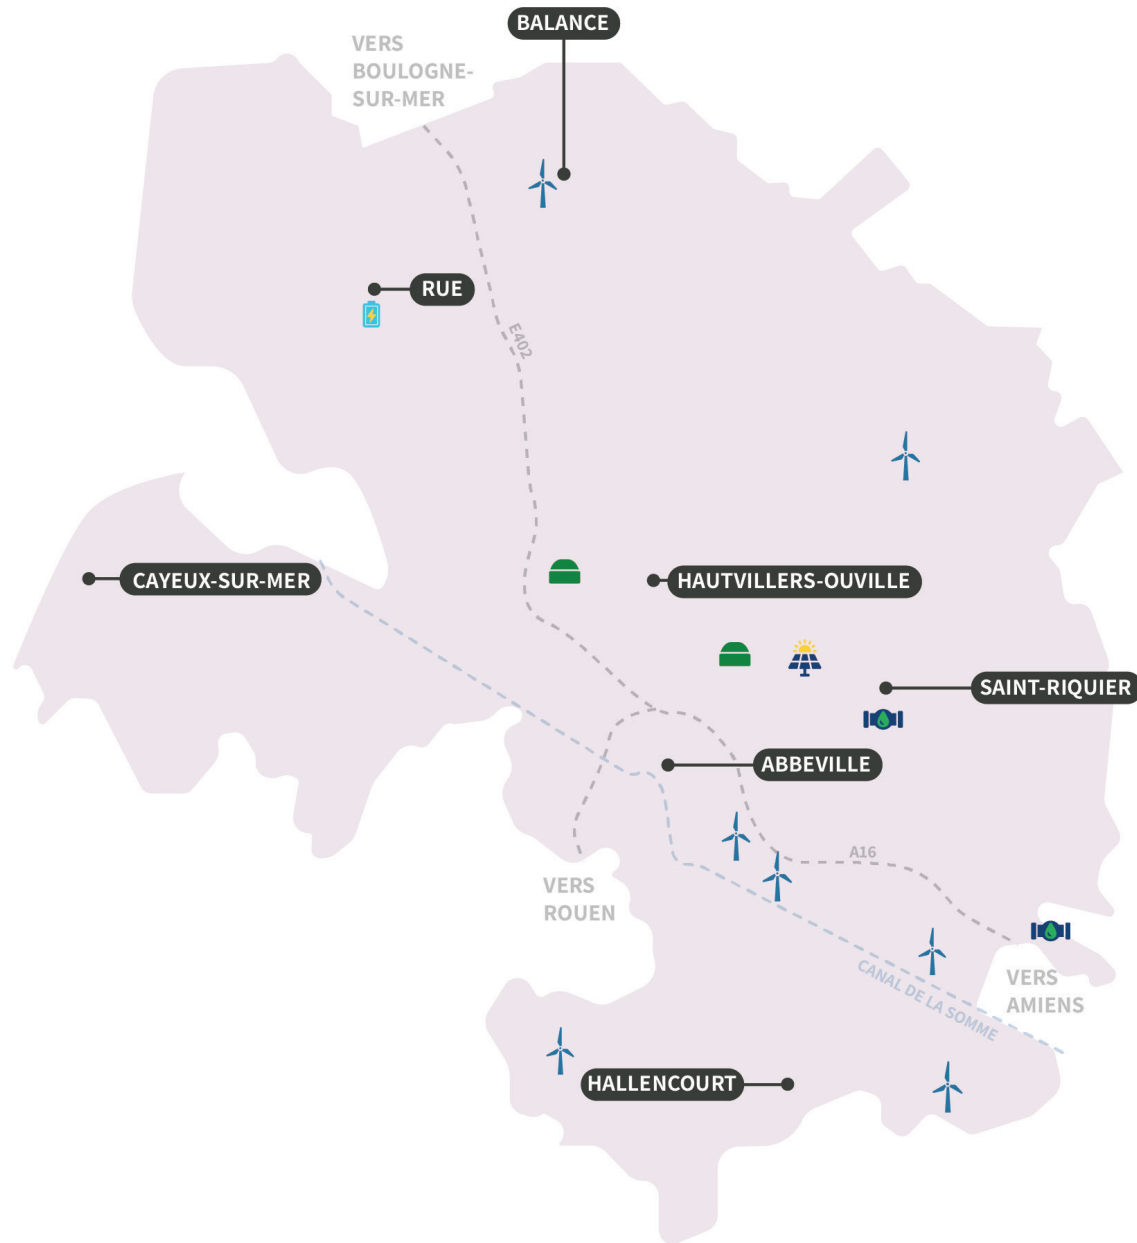 BALANCE
VERS
BOULOGNE-
SUR-MER
RUE
E402
CAYEUX-SUR-MER
HAUTVILLERS-OUVILLE
SAINT-RIQUIER
ABBEVILLE
A16
VERS
ROUEN
CANAL DE LA SOMME
VERS
AMIENS
HALLENCOURT